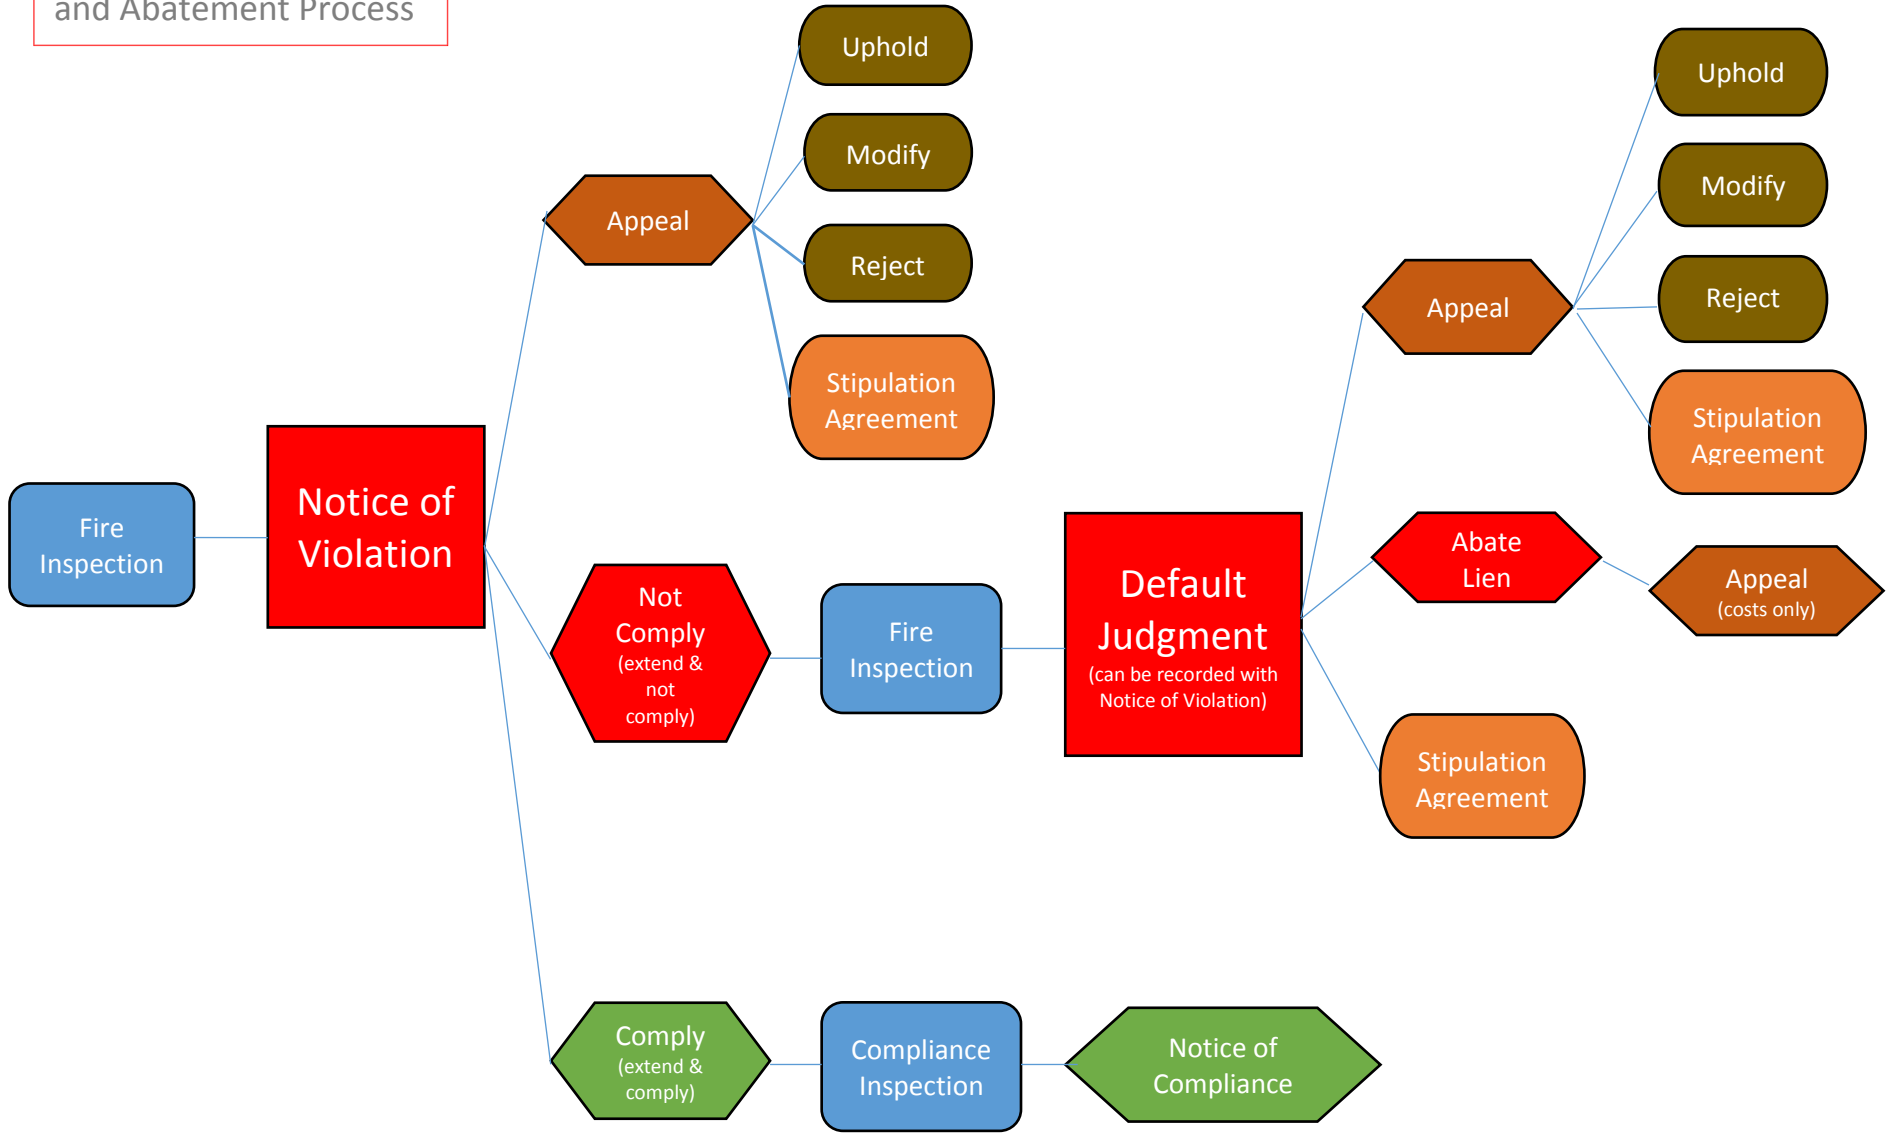 and Abatement Process
Uphold
Modify
Appeal
Reject
Stipulation
Agreement
Uphold
Modify
Appeal
Reject
Stipulation
Agreement
Fire
Inspection
Notice of
Violation
Not
Comply
(extend &
not
comply)
Fire
Inspection
Default
Judgment
(can be recorded with
Notice of Violation)
Abate
Lien
Appeal
(costs only)
Stipulation
Agreement
Comply
(extend &
comply)
Compliance
Inspection
Notice of
Compliance